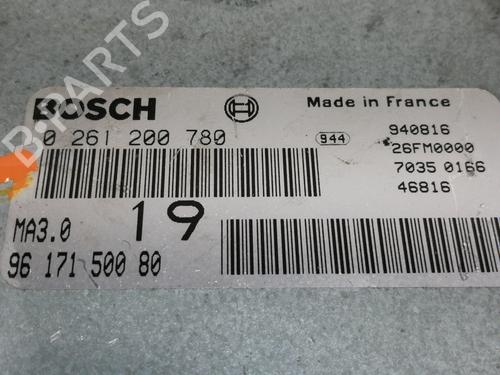 B-PARTS
BOSCH
Made in France
0 261 200 780
944
940816
26FM0000
7035 0166
46816
MA3.0
19
96 171 500 80